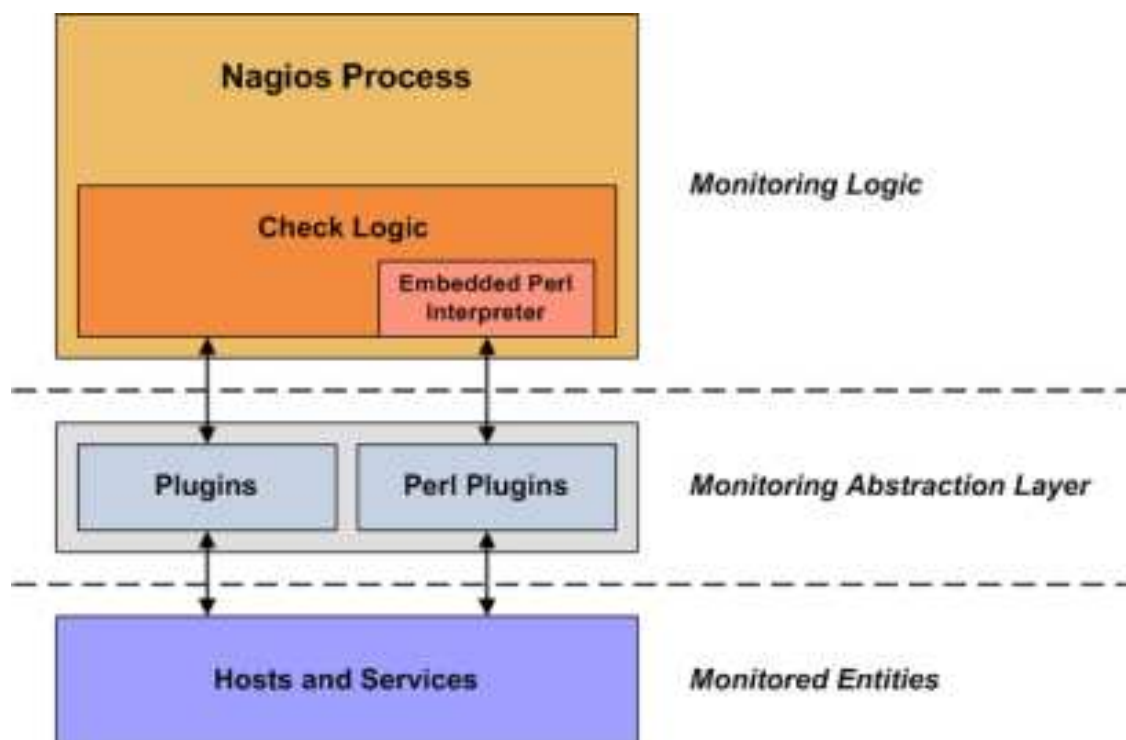 Nagios Process
Monitoring Logic
Check Logic
Embedded Perl
Interpreter
Plugins
Perl Plugins
Monitoring Abstraction Layer
Hosts and Services
Monitored Entities